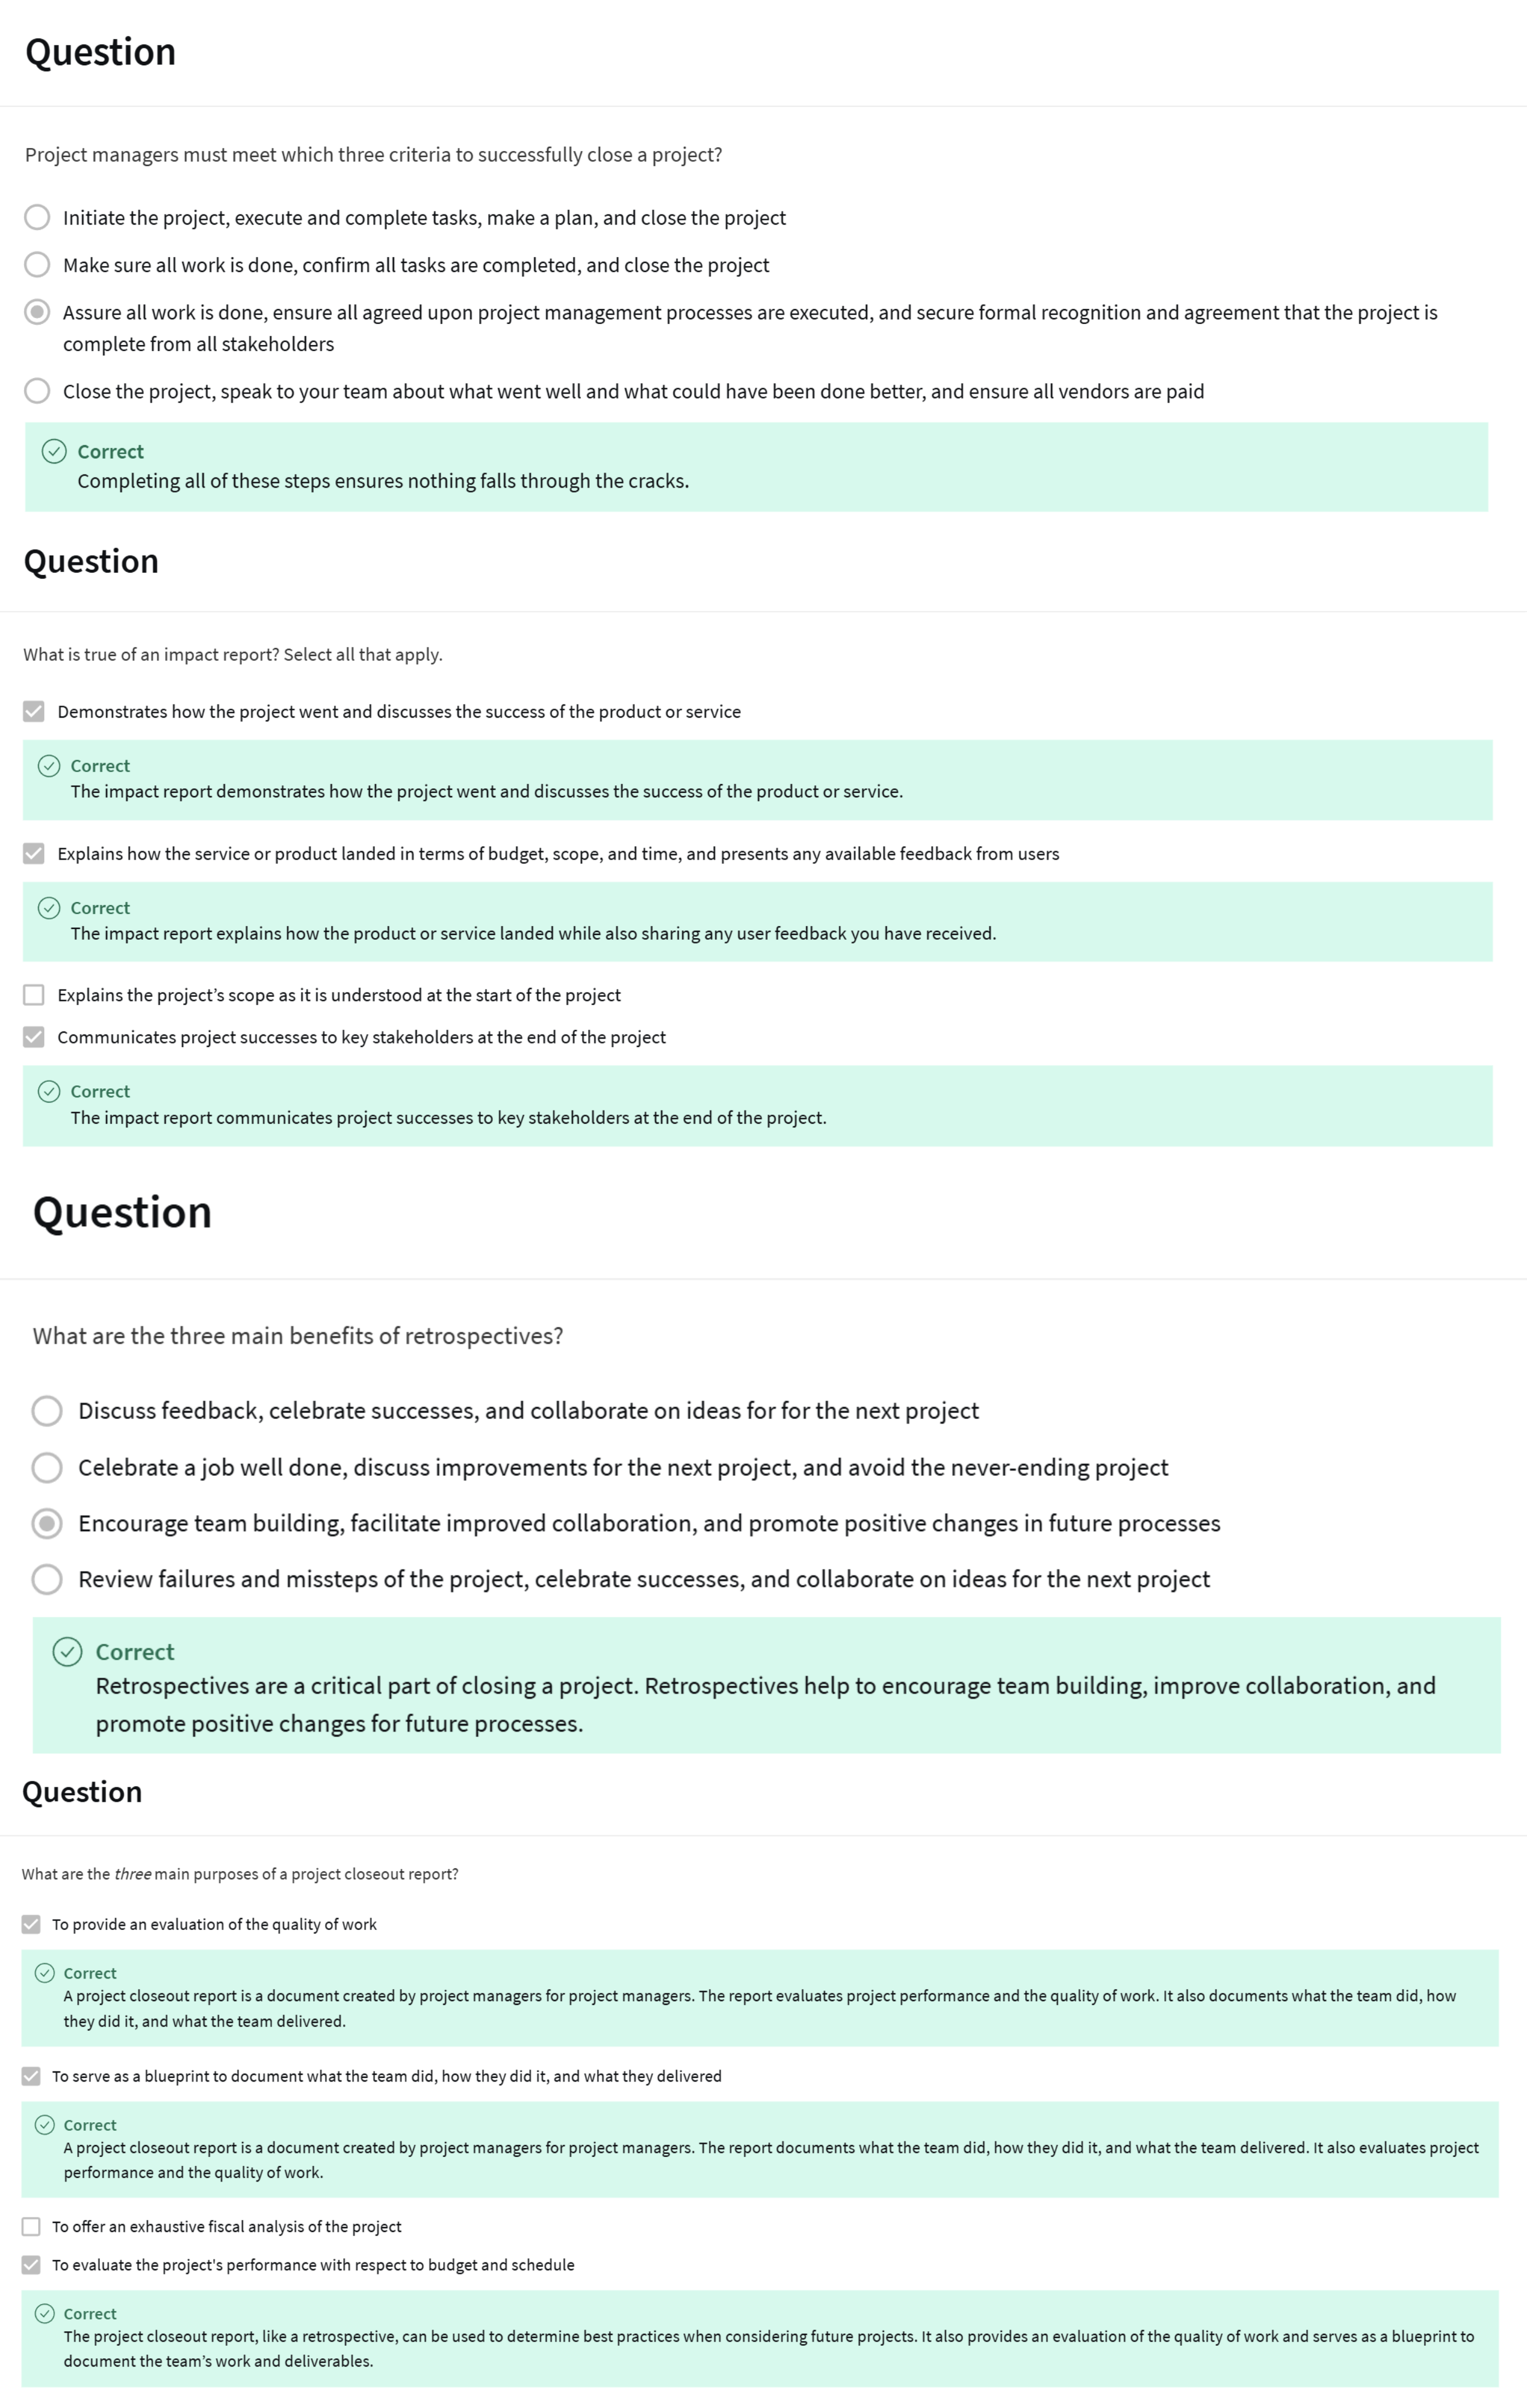 Question
Project managers must meet which three criteria to successfully close a project?
Initiate the project, execute and complete tasks, make a plan, and close the project
Make sure all work is done, confirm all tasks are completed, and close the project
Assure all work is done, ensure all agreed upon project management processes are executed, and secure formal recognition and agreement that the project is
complete from all stakeholders
Close the project, speak to your team about what went well and what could have been done better, and ensure all vendors are paid
Correct
Completing all of these steps ensures nothing falls through the cracks.
Question
What is true of an impact report? Select all that apply.
Demonstrates how the project went and discusses the success of the product or service
Correct
The impact report demonstrates how the project went and discusses the success of the product or service.
Explains how the service or product landed in terms of budget, scope, and time, and presents any available feedback from users
Correct
The impact report explains how the product or service landed while also sharing any user feedback you have received.
Explains the project’s scope as it is understood at the start of the project
Communicates project successes to key stakeholders at the end of the project
Correct
The impact report communicates project successes to key stakeholders at the end of the project.
Question
What are the three main benefits of retrospectives?
Discuss feedback, celebrate successes, and collaborate on ideas for for the next project
Celebrate a job well done, discuss improvements for the next project, and avoid the never-ending project
Encourage team building, facilitate improved collaboration, and promote positive changes in future processes
Review failures and missteps of the project, celebrate successes, and collaborate on ideas for the next project
Correct
Retrospectives are a critical part of closing a project. Retrospectives help to encourage team building, improve collaboration, and
promote positive changes for future processes.
Question
What are the three main purposes of a project closeout report?
To provide an evaluation of the quality of work
Correct
A project closeout report is a document created by project managers for project managers. The report evaluates project performance and the quality of work. It also documents what the team did, how
they did it, and what the team delivered.
To serve as a blueprint to document what the team did, how they did it, and what they delivered
Correct
A project closeout report is a document created by project managers for project managers. The report documents what the team did, how they did it, and what the team delivered. It also evaluates project
performance and the quality of work.
To offer an exhaustive fiscal analysis of the project
To evaluate the project's performance with respect to budget and schedule
Correct
The project closeout report, like a retrospective, can be used to determine best practices when considering future projects. It also provides an evaluation of the quality of work and serves as a blueprint to
document the team’s work and deliverables.